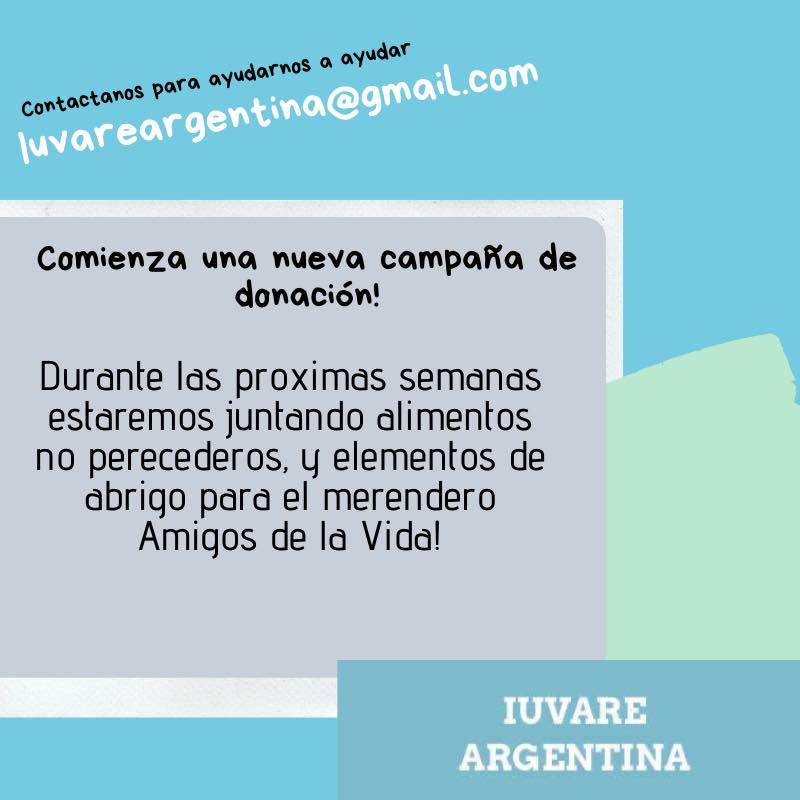 Contactanos para ayudarnos a ayudar
Iuvareargentina@gmail.com
Comienza una nueva campaña de
donación!
Durante las proximas semanas
estaremos juntando alimentos
no perecederos, y elementos de
abrigo para el merendero
Amigos de la Vida!
IUVARE
ARGENTINA